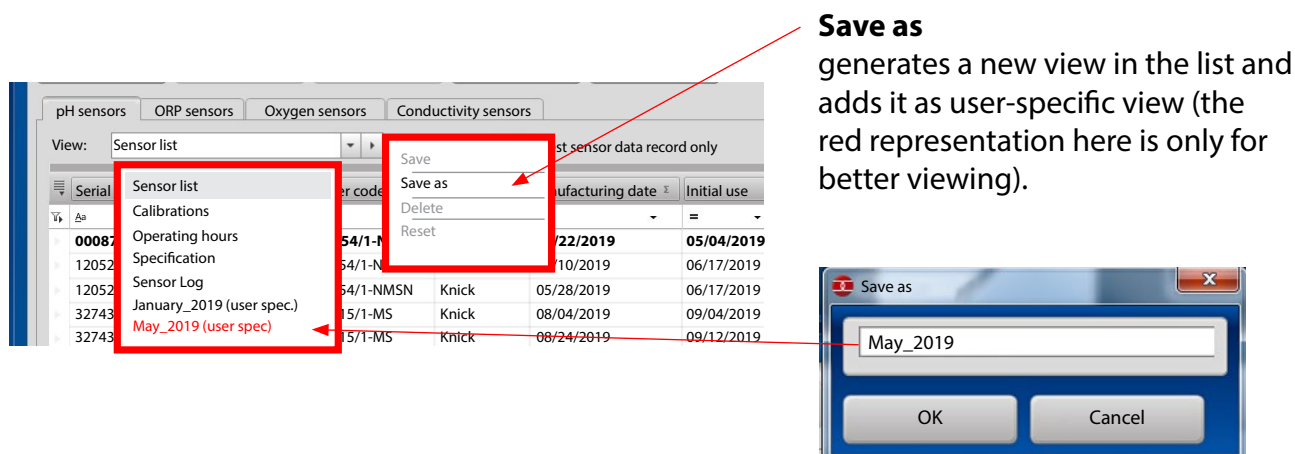 Save as
generates a new view in the list and
adds it as user-specific view (the
red representation here is only for
better viewing).
pH sensors ORP sensors Oxygen sensors Conductivity sensors
View: Sensor list st sensor data record only
Save
Save as
Delete
Reset
Serial er code ufacturing date Σ Initial use
Sensor list
Calibrations
Operating hours
Specification
Sensor Log
January_2019 (user spec.)
May_2019 (user spec)
Aa =
00087 54/1-N /22/2019 05/04/2019
12052 54/1-N /10/2019 06/17/2019
12052 54/1-NMSN Knick 05/28/2019 06/17/2019
32743 15/1-MS Knick 08/04/2019 09/04/2019
32743 15/1-MS Knick 08/24/2019 09/12/2019
Save as
May_2019
OK Cancel